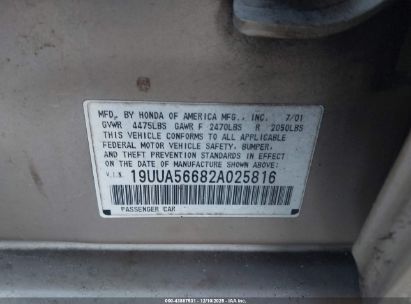 MFD. BY HONDA OF AMERICA MFG., INC. 7/01
GVWR 4475LBS GAWR F 2470LBS R 2050LBS
THIS VEHICLE CONFORMS TO ALL APPLICABLE
FEDERAL MOTOR VEHICLE SAFETY, BUMPER,
AND THEFT PREVENTION STANDARDS IN EFFECT
ON THE DATE OF MANUFACTURE SHOWN ABOVE.
V.I.N. 19UUA56682A025816
PASSENGER CAR